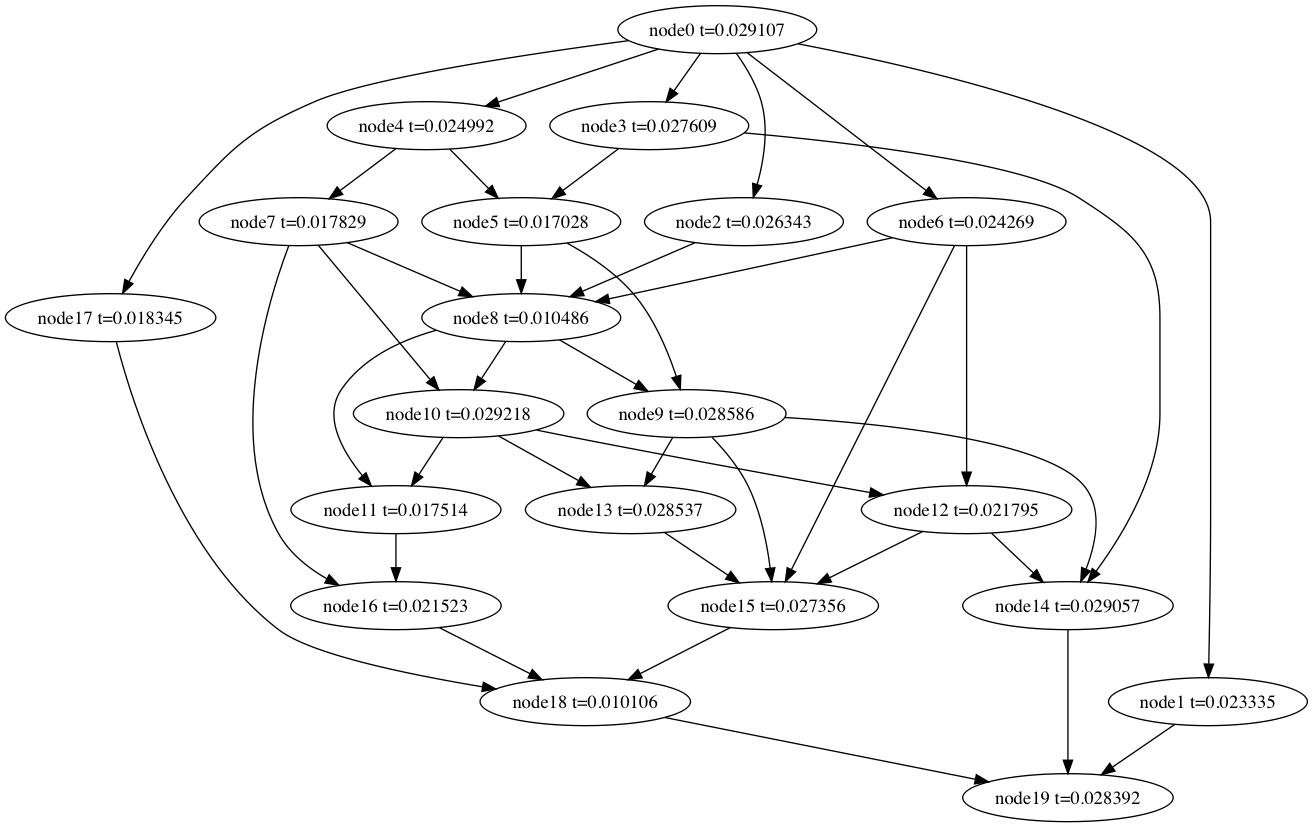 node0 t=0.029107
node4 t=0.024992
node3 t=0.027609
node7 t=0.017829
node5 t=0.017028
node2 t=0.026343
node6 t=0.024269
node17 t=0.018345
node8 t=0.010486
node10 t=0.029218
node9 t=0.028586
node11 t=0.017514
node13 t=0.028537
node12 t=0.021795
node16 t=0.021523
node15 t=0.027356
node14 t=0.029057
node18 t=0.010106
node1 t=0.023335
node19 t=0.028392